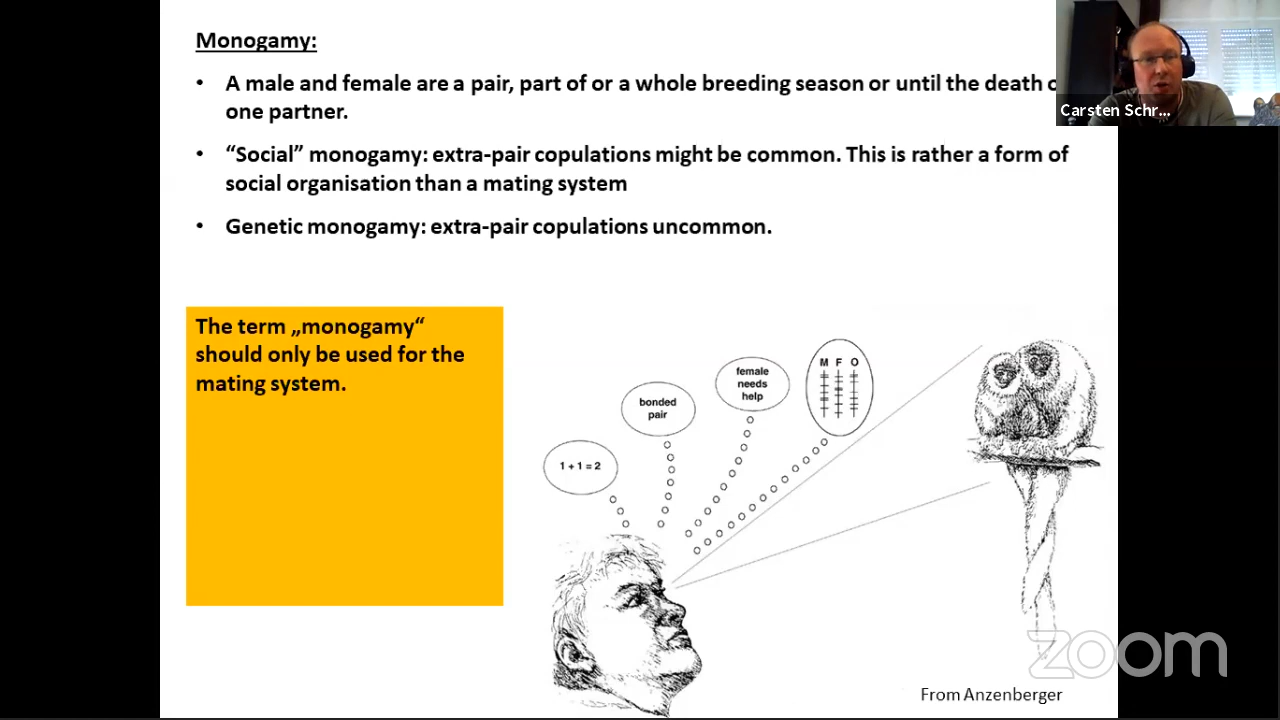 Monogamy:
• A male and female are a pair, part of or a whole breeding season or until the death
one partner.
• “Social” monogamy: extra-pair copulations might be common. This is rather a form of
social organisation than a mating system
• Genetic monogamy: extra-pair copulations uncommon.
Carsten Schr...
The term „monogamy“
should only be used for the
mating system.
1 + 1 = 2
bonded
pair
female
needs
help
M F O
zoom
From Anzenberger